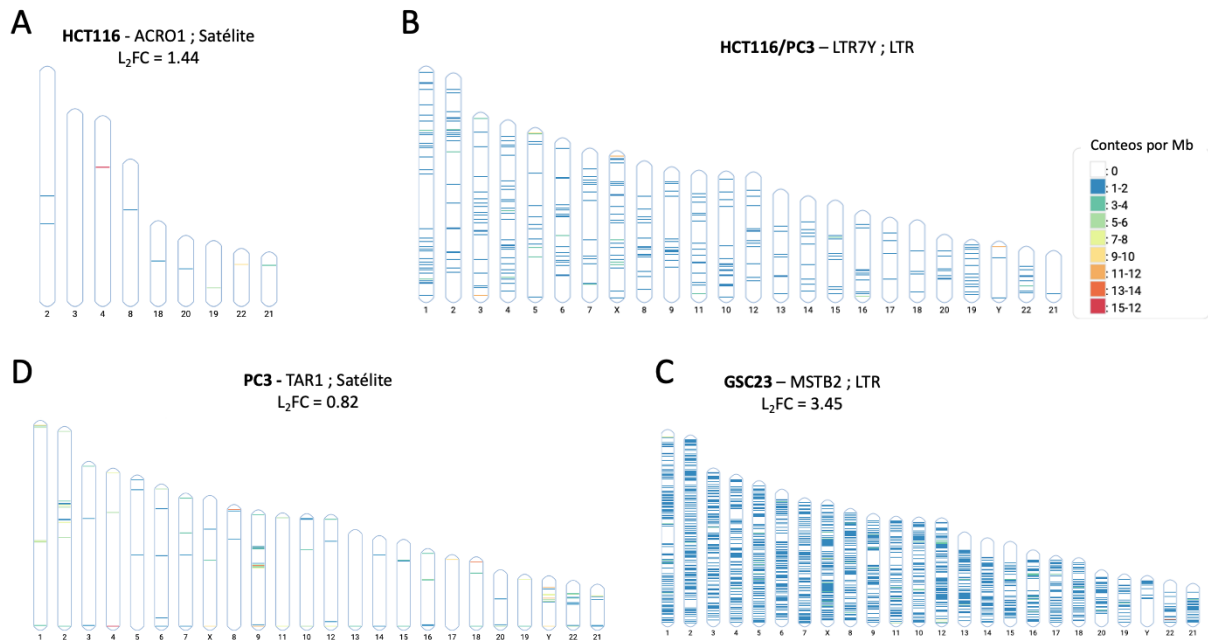 A
HCT116 - ACRO1 ; Satélite
L₂FC = 1.44
2 3 4 8 18 20 19 22 21
B
HCT116/PC3 – LTR7Y ; LTR
1 2 3 4 5 6 7 X 8 9 11 10 12 13 14 15 16 17 18 20 19 Y 22 21
Conteos por Mb
: 0
: 1-2
: 3-4
: 5-6
: 7-8
: 9-10
: 11-12
: 13-14
: 15-12
D
PC3 - TAR1 ; Satélite
L₂FC = 0.82
1 2 3 4 5 6 7 X 8 9 11 10 12 13 14 15 16 17 18 20 19 Y 22 21
C
GSC23 – MSTB2 ; LTR
L₂FC = 3.45
1 2 3 4 5 6 7 X 8 9 11 10 12 13 14 15 16 17 18 20 19 Y 22 21